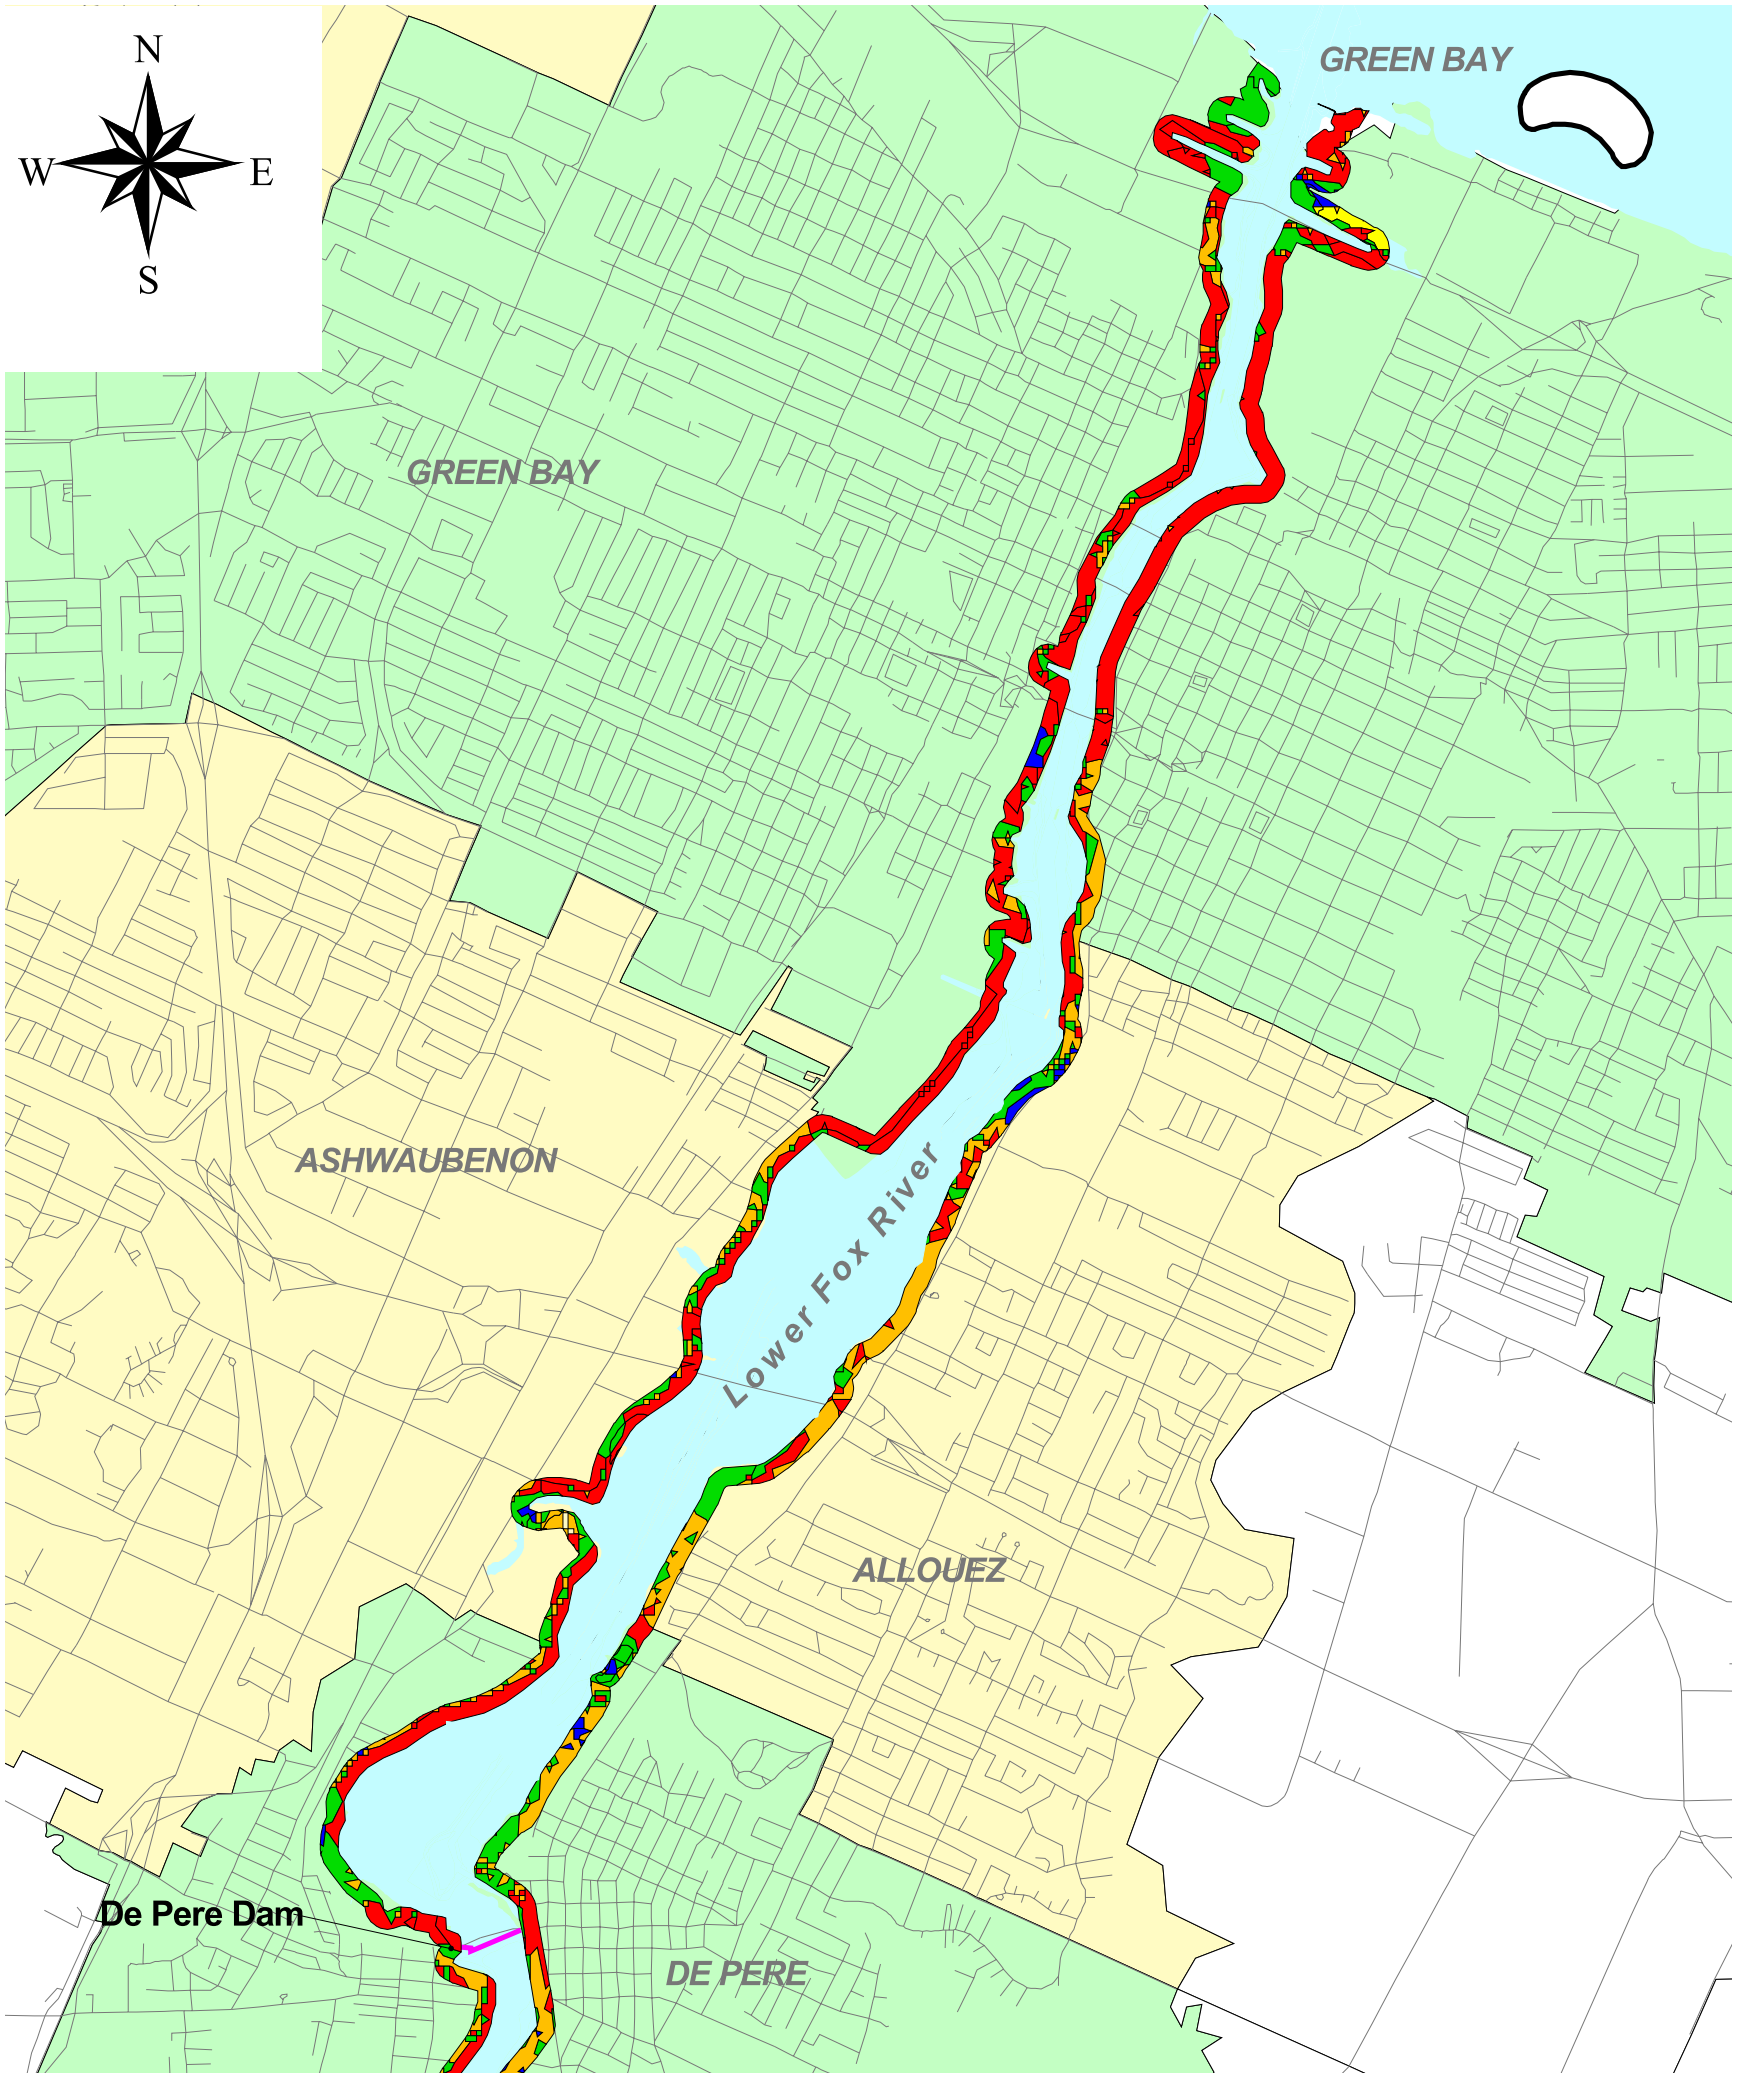 N
GREEN BAY
W
E
S
GREEN BAY
ASHWAUBENON
Lower Fox River
ALLOUEZ
De Pere Dam
DE PERE